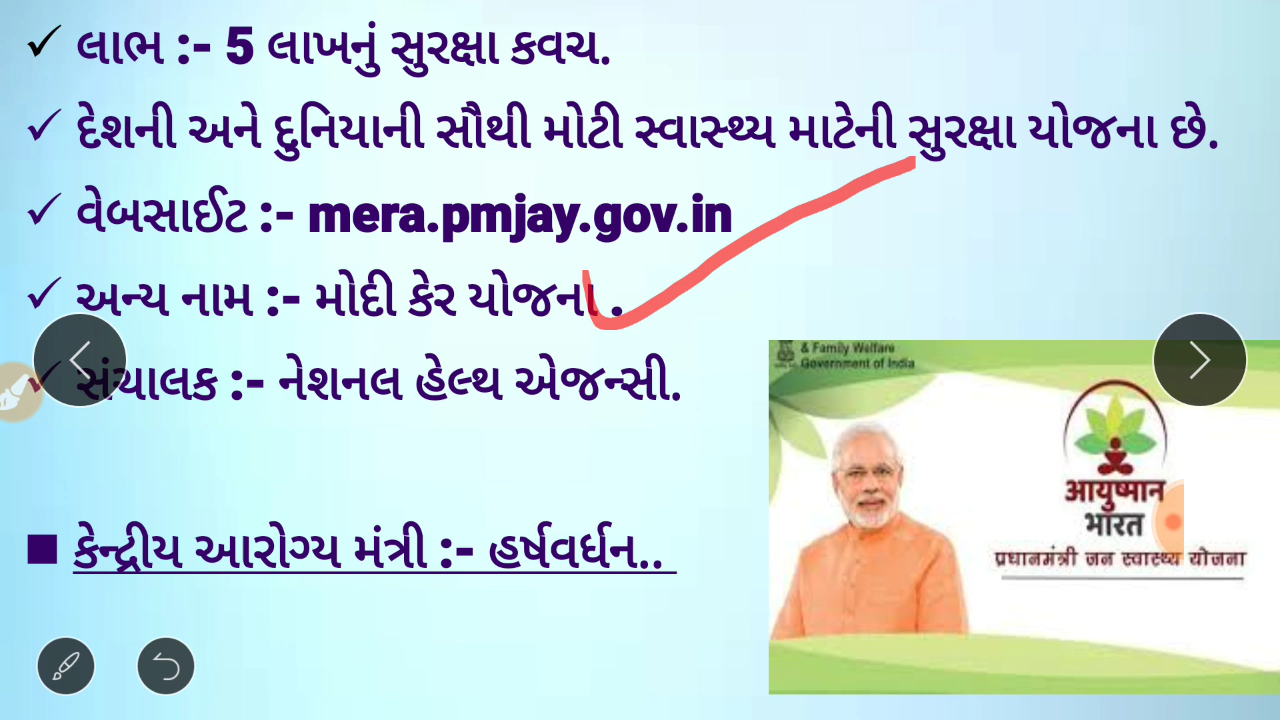 ✓ લાભ :- 5 લાખનું સુરક્ષા કવચ.
✓ દેશની અને દુનિયાની સૌથી મોટી સ્વાસ્થ્ય માટેની સુરક્ષા યોજના છે.
✓ વેબસાઈટ :- mera.pmjay.gov.in
✓ અન્ય નામ :- મોદી કેર યોજના .
✓ સંચાલક :- નેશનલ હેલ્થ એજન્સી.
■ કેન્દ્રીય આરોગ્ય મંત્રી :- હર્ષવર્ધન..
& Family Welfare
Government of India
आयुष्मान
भारत
प्रधानमंत्री जन स्वास्थ्य योजना